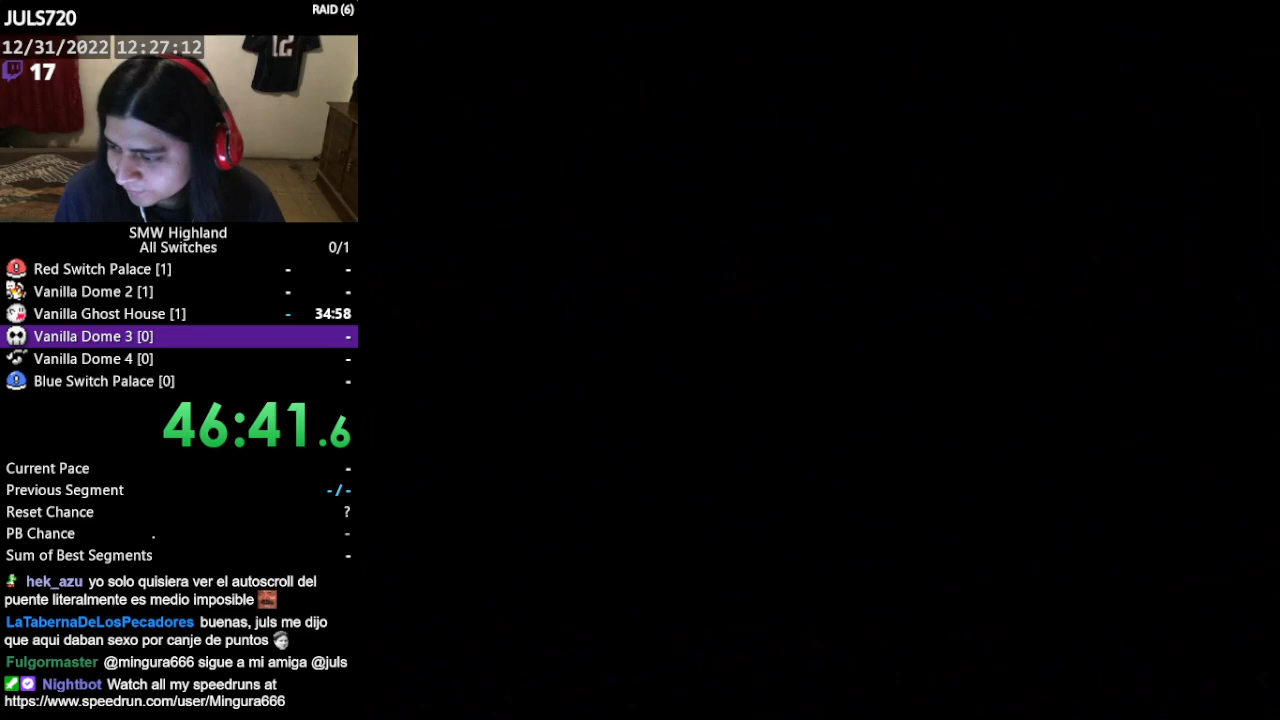 JULS720
RAID (6)
12/31/2022 12:27:12
17
12
SMW Highland
All Switches 0/1
Red Switch Palace [1] - -
Vanilla Dome 2 [1] - -
Vanilla Ghost House [1] - 34:58
Vanilla Dome 3 [0] -
Vanilla Dome 4 [0] -
Blue Switch Palace [0] -
46:41.6
Current Pace -
Previous Segment - / -
Reset Chance ?
PB Chance . -
Sum of Best Segments -
hek_azu yo solo quisiera ver el autoscroll del
puente literalmente es medio imposible
LaTabernaDeLosPecadores buenas, juls me dijo
que aqui daban sexo por canje de puntos
Fulgormaster @mingura666 sigue a mi amiga @juls
Nightbot Watch all my speedruns at
https://www.speedrun.com/user/Mingura666